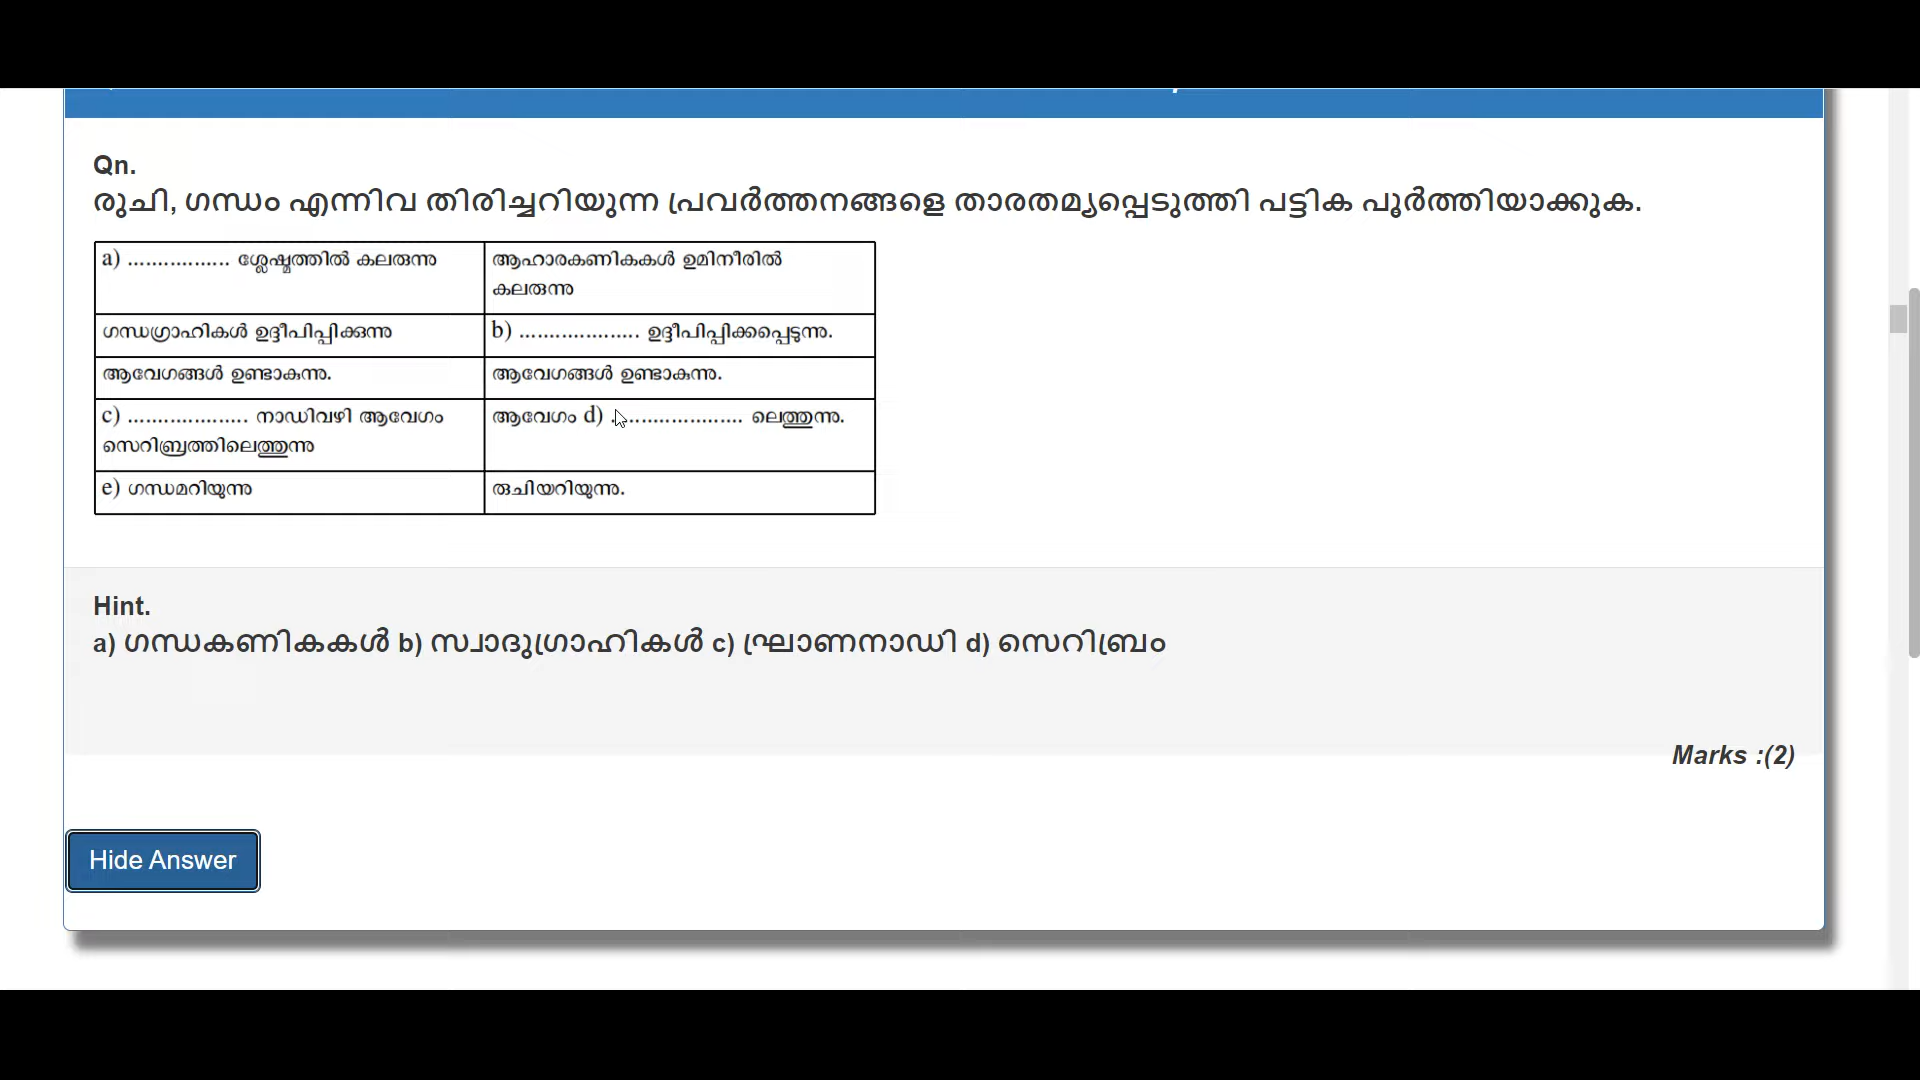 Qn.
രുചി, ഗന്ധം എന്നിവ തിരിച്ചറിയുന്ന പ്രവർത്തനങ്ങളെ താരതമ്യപ്പെടുത്തി പട്ടിക പൂർത്തിയാക്കുക.
a) ................. ശ്ലേഷ്മത്തിൽ കലരുന്നു
ആഹാരകണികകൾ ഉമിനീരിൽ
കലരുന്നു
ഗന്ധഗ്രാഹികൾ ഉദ്ദീപിപ്പിക്കുന്നു
b) .................... ഉദ്ദീപിപ്പിക്കപ്പെടുന്നു.
ആവേഗങ്ങൾ ഉണ്ടാകുന്നു.
ആവേഗങ്ങൾ ഉണ്ടാകുന്നു.
c) .................... നാഡിവഴി ആവേഗം
സെറിബ്രത്തിലെത്തുന്നു
ആവേഗം d) ...................... ലെത്തുന്നു.
e) ഗന്ധമറിയുന്നു
രുചിയറിയുന്നു.
Hint.
a) ഗന്ധകണികകൾ b) സ്വാദുഗ്രാഹികൾ c) ഘ്രാണനാഡി d) സെറിബ്രം
Marks :(2)
Hide Answer